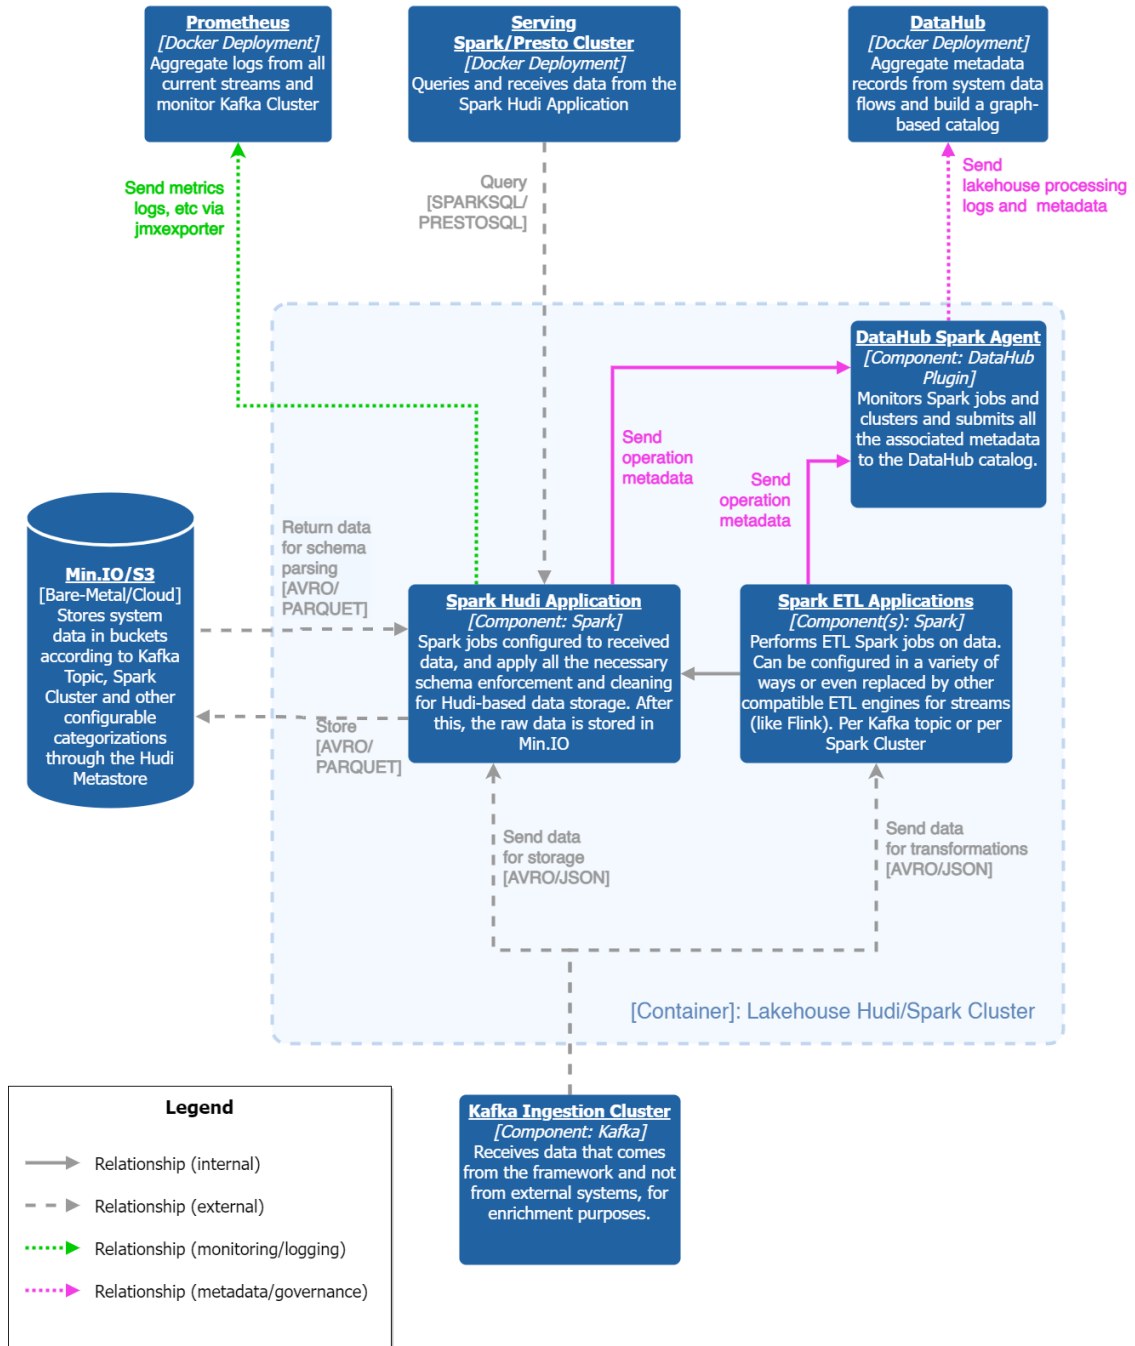 Prometheus
[Docker Deployment]
Aggregate logs from all
current streams and
monitor Kafka Cluster
Serving
Spark/Presto Cluster
[Docker Deployment]
Queries and receives data from the
Spark Hudi Application
DataHub
[Docker Deployment]
Aggregate metadata
records from system data
flows and build a graph-
based catalog
Send metrics
logs, etc via
jmxexporter
Query
[SPARKSQL/
PRESTOSQL]
Send
lakehouse processing
logs and metadata
DataHub Spark Agent
[Component: DataHub
Plugin]
Monitors Spark jobs and
clusters and submits all
the associated metadata
to the DataHub catalog.
Send
operation
metadata
Send
operation
metadata
Min.IO/S3
[Bare-Metal/Cloud]
Stores system
data in buckets
according to Kafka
Topic, Spark
Cluster and other
configurable
categorizations
through the Hudi
Metastore
Return data
for schema
parsing
[AVRO/
PARQUET]
Store
[AVRO/
PARQUET]
Spark Hudi Application
[Component: Spark]
Spark jobs configured to received
data, and apply all the necessary
schema enforcement and cleaning
for Hudi-based data storage. After
this, the raw data is stored in
Min.IO
Spark ETL Applications
[Component(s): Spark]
Performs ETL Spark jobs on data.
Can be configured in a variety of
ways or even replaced by other
compatible ETL engines for streams
(like Flink). Per Kafka topic or per
Spark Cluster
Send data
for storage
[AVRO/JSON]
Send data
for transformations
[AVRO/JSON]
[Container]: Lakehouse Hudi/Spark Cluster
Kafka Ingestion Cluster
[Component: Kafka]
Receives data that comes
from the framework and not
from external systems, for
enrichment purposes.
Legend
Relationship (internal)
Relationship (external)
Relationship (monitoring/logging)
Relationship (metadata/governance)